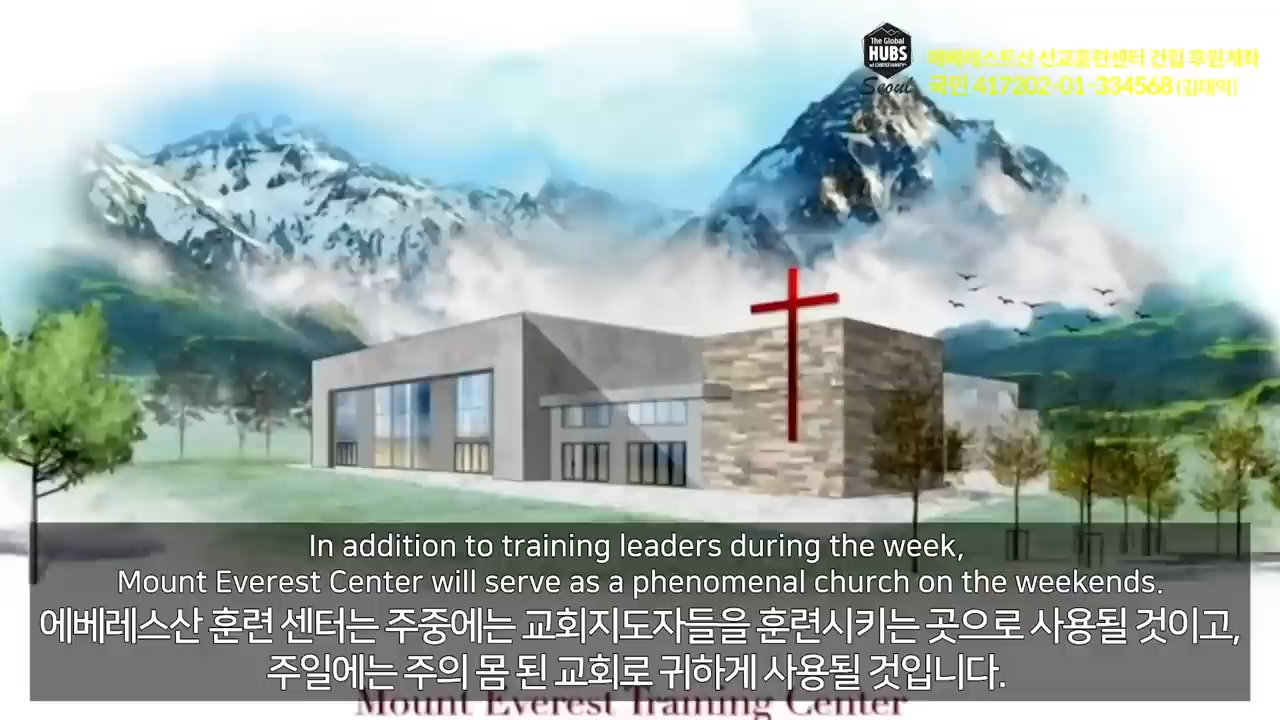 The Global
HUBS
of CHRISTIANITY
Seoul
에베레스트산 선교훈련센터 건립 후원계좌
국민 417202-01-334568 (김대덕)
In addition to training leaders during the week,
Mount Everest Center will serve as a phenomenal church on the weekends.
에베레스산 훈련 센터는 주중에는 교회지도자들을 훈련시키는 곳으로 사용될 것이고,
주일에는 주의 몸 된 교회로 귀하게 사용될 것입니다.
Mount Everest Training Center